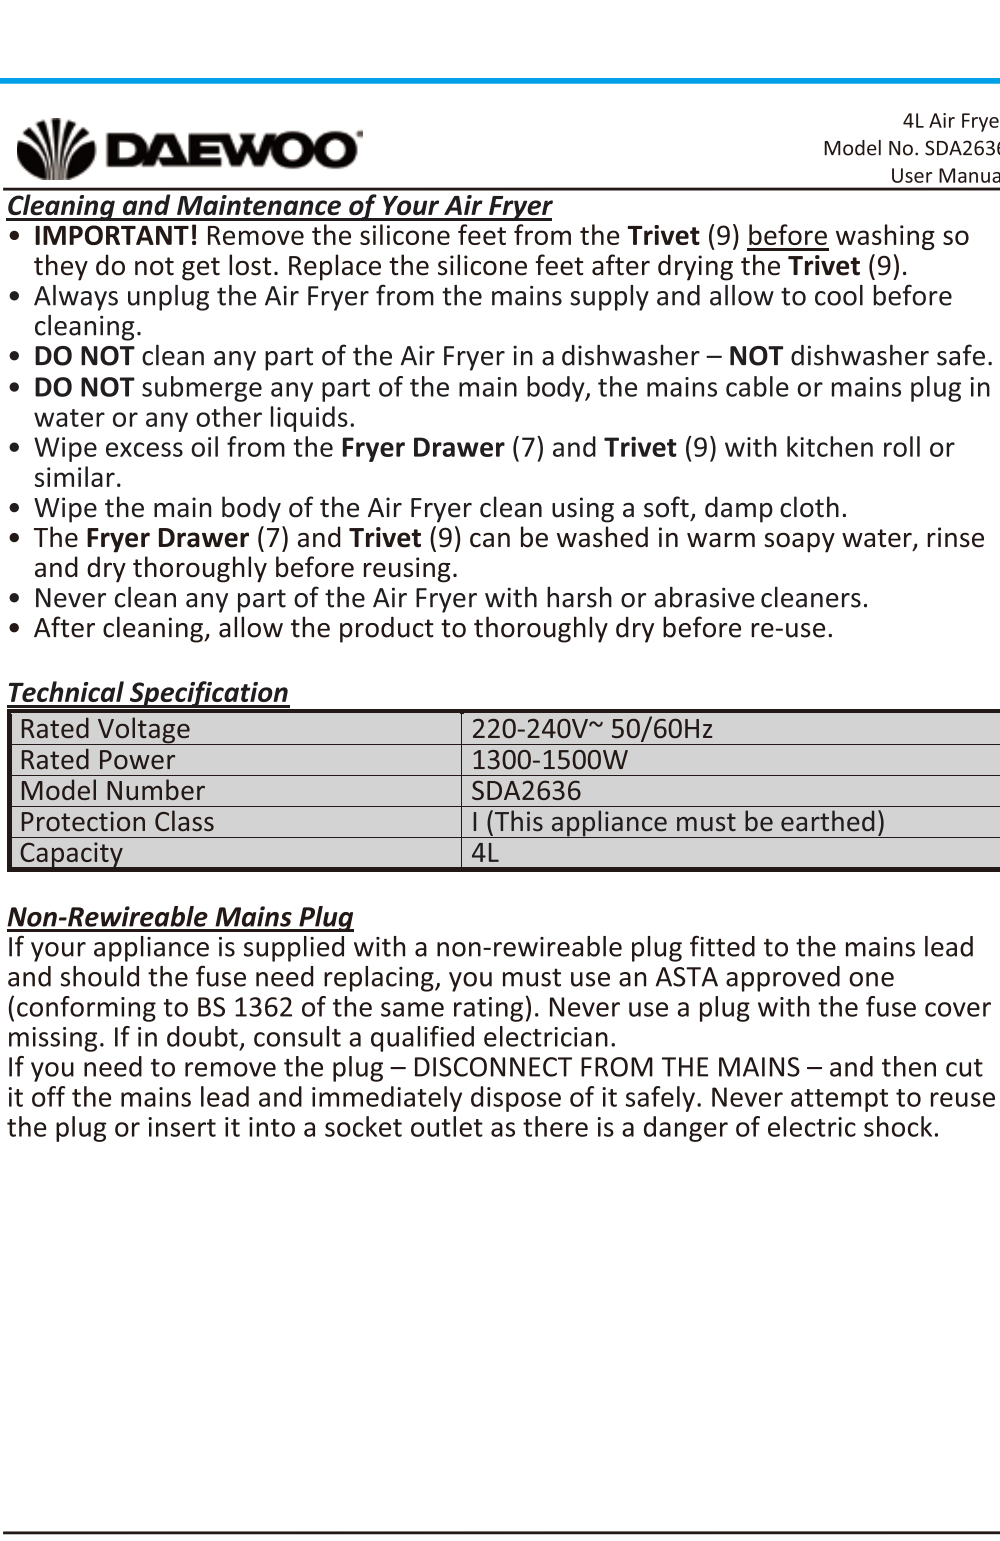 DAEWOO
4L Air Frye
Model No. SDA2636
User Manua
Cleaning and Maintenance of Your Air Fryer
• IMPORTANT! Remove the silicone feet from the Trivet (9) before washing so
they do not get lost. Replace the silicone feet after drying the Trivet (9).
• Always unplug the Air Fryer from the mains supply and allow to cool before
cleaning.
• DO NOT clean any part of the Air Fryer in a dishwasher – NOT dishwasher safe.
• DO NOT submerge any part of the main body, the mains cable or mains plug in
water or any other liquids.
• Wipe excess oil from the Fryer Drawer (7) and Trivet (9) with kitchen roll or
similar.
• Wipe the main body of the Air Fryer clean using a soft, damp cloth.
• The Fryer Drawer (7) and Trivet (9) can be washed in warm soapy water, rinse
and dry thoroughly before reusing.
• Never clean any part of the Air Fryer with harsh or abrasive cleaners.
• After cleaning, allow the product to thoroughly dry before re-use.
Technical Specification
Rated Voltage 220-240V~ 50/60Hz
Rated Power 1300-1500W
Model Number SDA2636
Protection Class I (This appliance must be earthed)
Capacity 4L
Non-Rewireable Mains Plug
If your appliance is supplied with a non-rewireable plug fitted to the mains lead
and should the fuse need replacing, you must use an ASTA approved one
(conforming to BS 1362 of the same rating). Never use a plug with the fuse cover
missing. If in doubt, consult a qualified electrician.
If you need to remove the plug – DISCONNECT FROM THE MAINS – and then cut
it off the mains lead and immediately dispose of it safely. Never attempt to reuse
the plug or insert it into a socket outlet as there is a danger of electric shock.